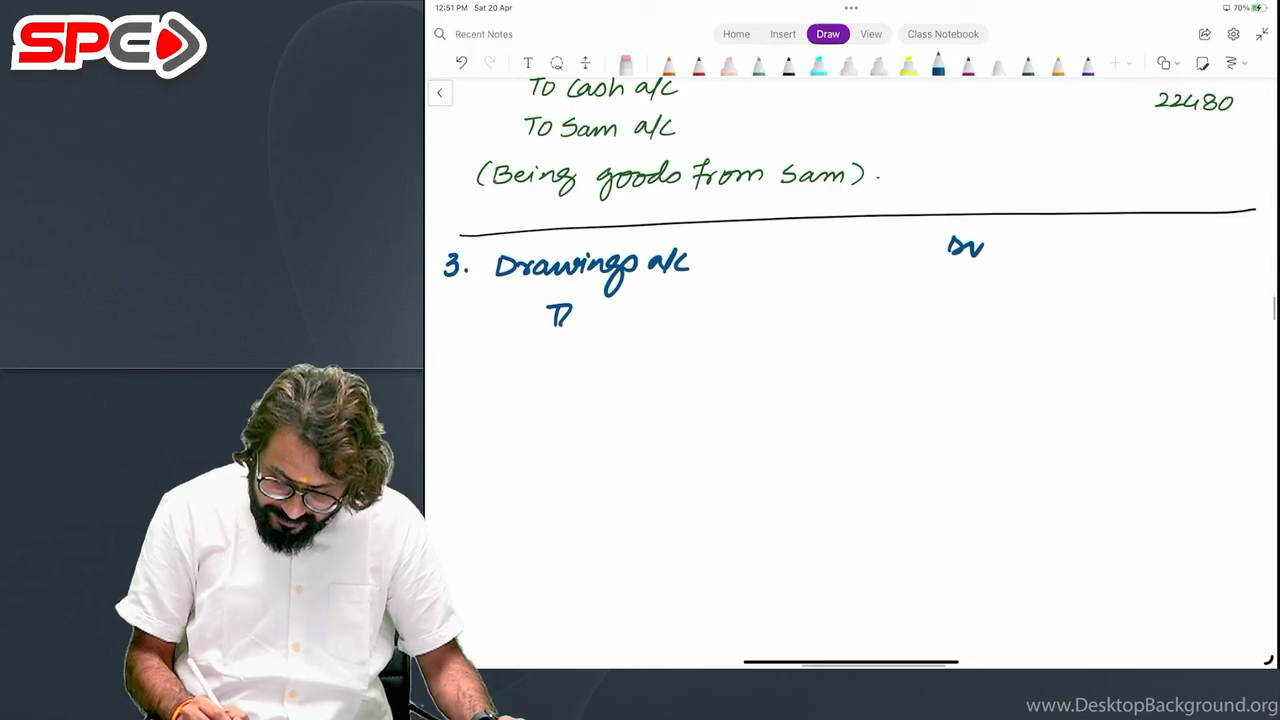 SPE
12:51 PM Sat 20 Apr
70%
Recent Notes
Home Insert Draw View Class Notebook
T
To Cash a/c 22480
To Sam a/c
(Being goods from Sam).
3. Drawings a/c Dr
T
www.DesktopBackground.org